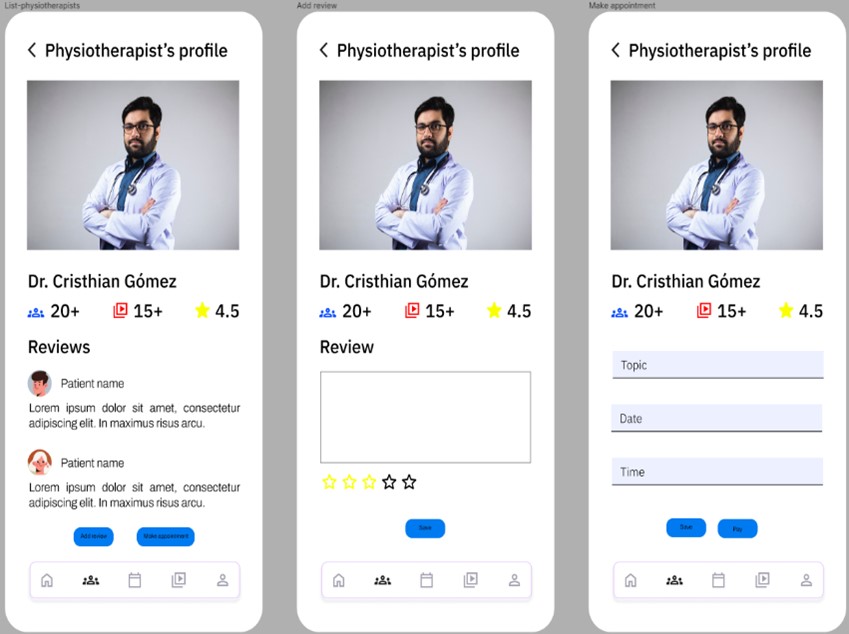 List-physiotherapists
Physiotherapist's profile
Dr. Cristhian Gómez
20+ 15+ 4.5
Reviews
Patient name
Lorem ipsum dolor sit amet, consectetur
adipiscing elit. In maximus risus arcu.
Patient name
Lorem ipsum dolor sit amet, consectetur
adipiscing elit. In maximus risus arcu.
Add review Make appointment
Add review
Physiotherapist's profile
Dr. Cristhian Gómez
20+ 15+ 4.5
Review
Save
Make appointment
Physiotherapist's profile
Dr. Cristhian Gómez
20+ 15+ 4.5
Topic
Date
Time
Save Pay